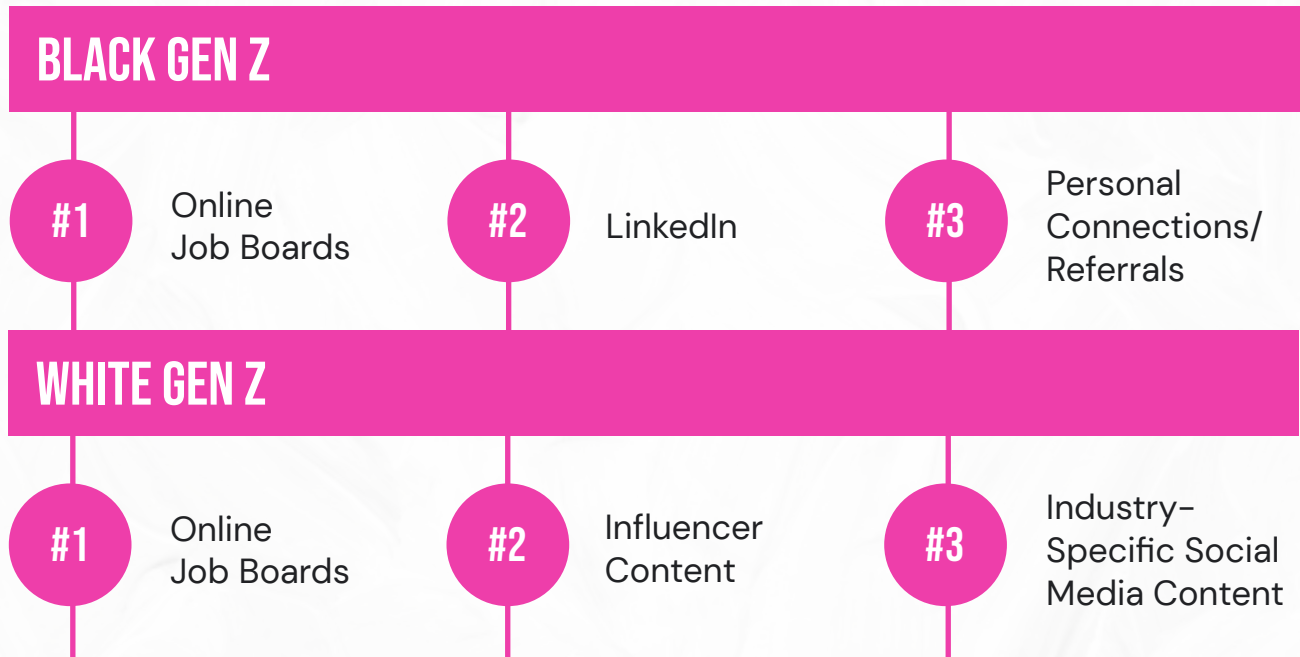 BLACK GEN Z
#1
Online
Job Boards
#2
LinkedIn
#3
Personal
Connections/
Referrals
WHITE GEN Z
#1
Online
Job Boards
#2
Influencer
Content
#3
Industry-
Specific Social
Media Content